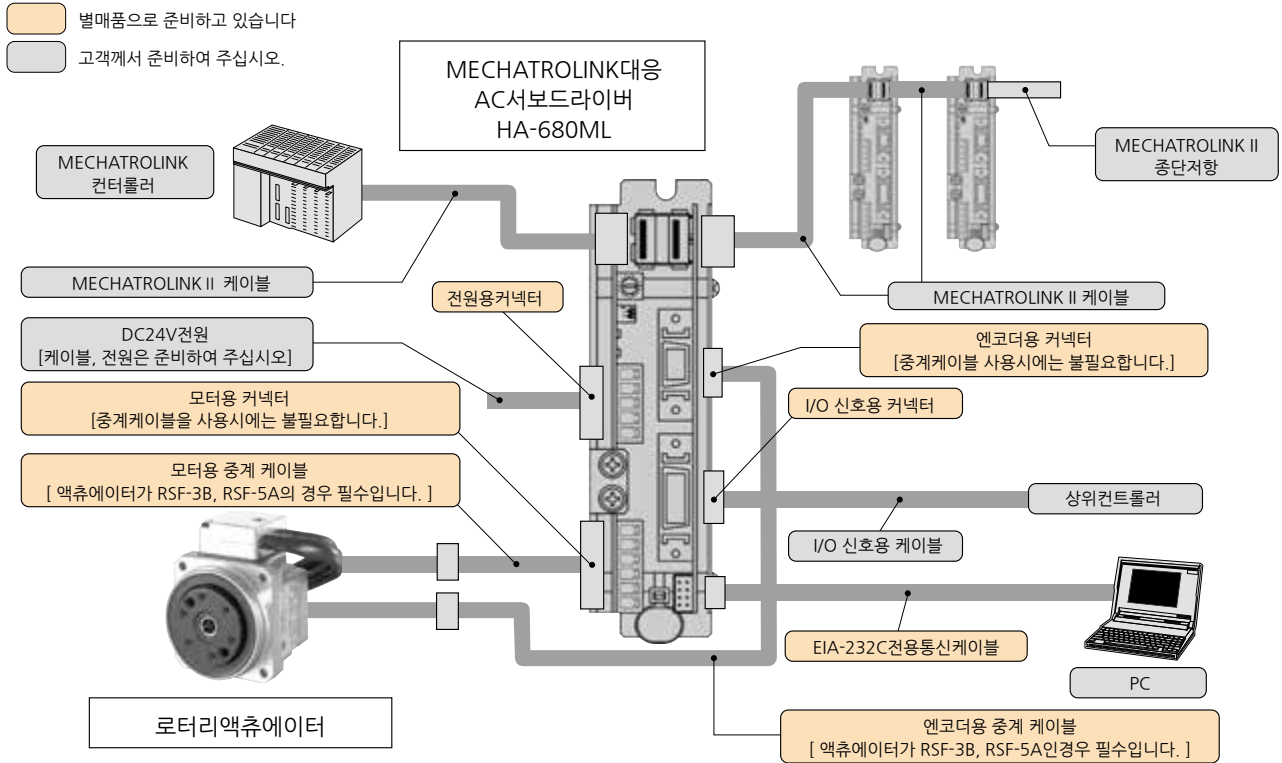 별매품으로 준비하고 있습니다
고객께서 준비하여 주십시오.
MECHATROLINK대응
AC서보드라이버
HA-680ML
MECHATROLINK
컨터롤러
MECHATROLINK II
종단저항
MECHATROLINK II 케이블
전원용커넥터
MECHATROLINK II 케이블
DC24V전원
[케이블, 전원은 준비하여 주십시오]
엔코더용 커넥터
[중계케이블 사용시에는 불필요합니다.]
모터용 커넥터
[중계케이블을 사용시에는 불필요합니다.]
I/O 신호용 커넥터
모터용 중계 케이블
[ 액츄에이터가 RSF-3B, RSF-5A의 경우 필수입니다. ]
상위컨트롤러
I/O 신호용 케이블
EIA-232C전용통신케이블
PC
로터리액츄에이터
엔코더용 중계 케이블
[ 액츄에이터가 RSF-3B, RSF-5A인경우 필수입니다. ]